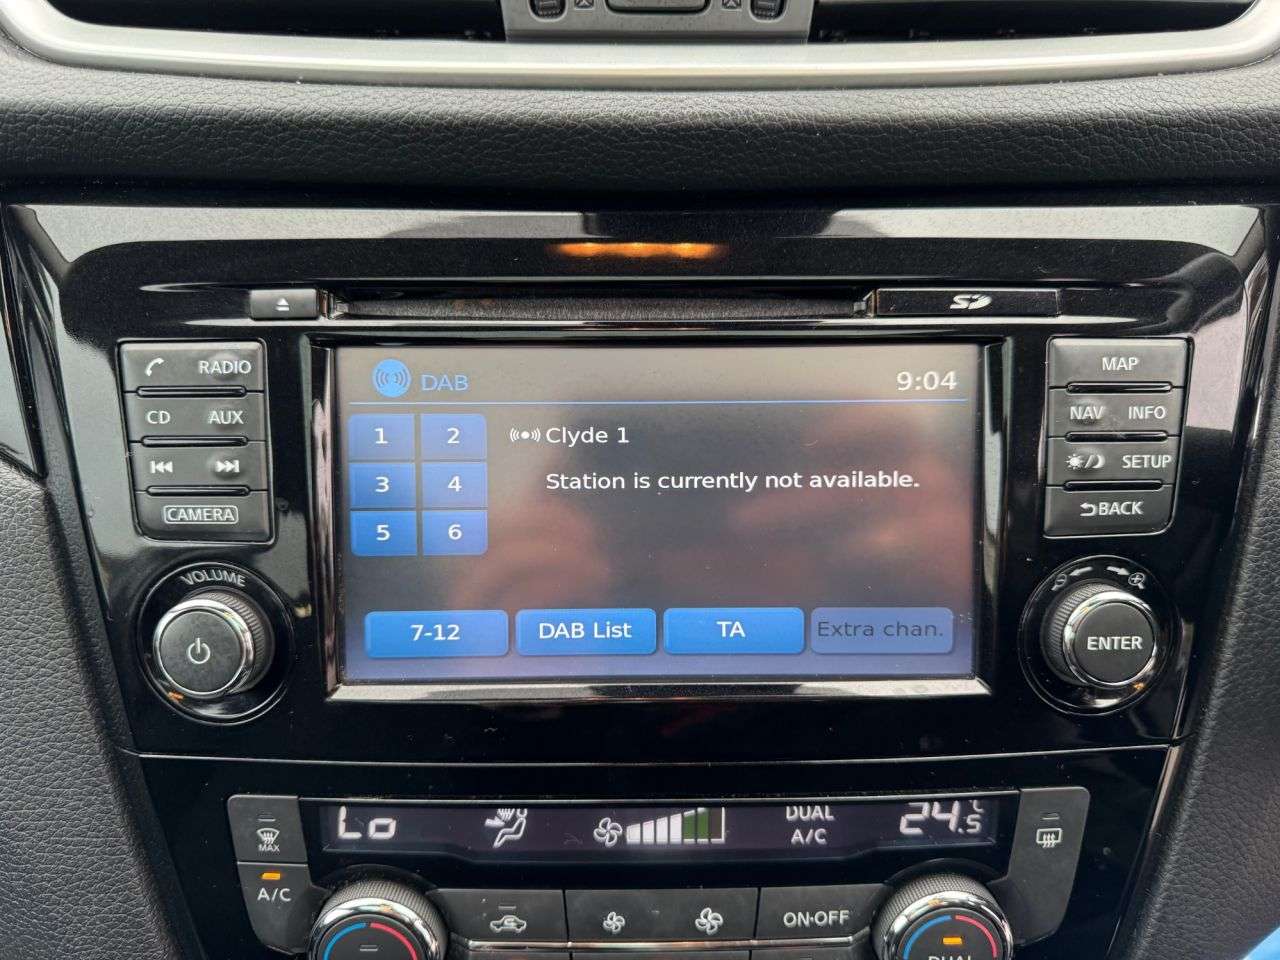 SD
RADIO
CD AUX
CAMERA
VOLUME
DAB 9:04
1 2
3 4
5 6
Clyde 1
Station is currently not available.
7-12 DAB List TA Extra chan.
MAP
NAV INFO
SETUP
BACK
ENTER
Lo DUAL A/C 24.5°C
MAX
A/C
ON·OFF
DUAL